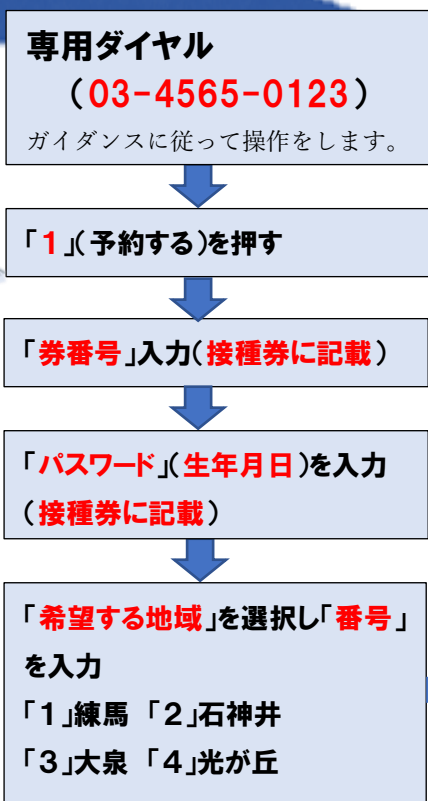 専用ダイヤル
（03-4565-0123）
ガイダンスに従って操作をします。
「1」（予約する）を押す
「券番号」入力（接種券に記載）
「パスワード」（生年月日）を入力
（接種券に記載）
「希望する地域」を選択し「番号」
を入力
「1」練馬 「2」石神井
「3」大泉 「4」光が丘